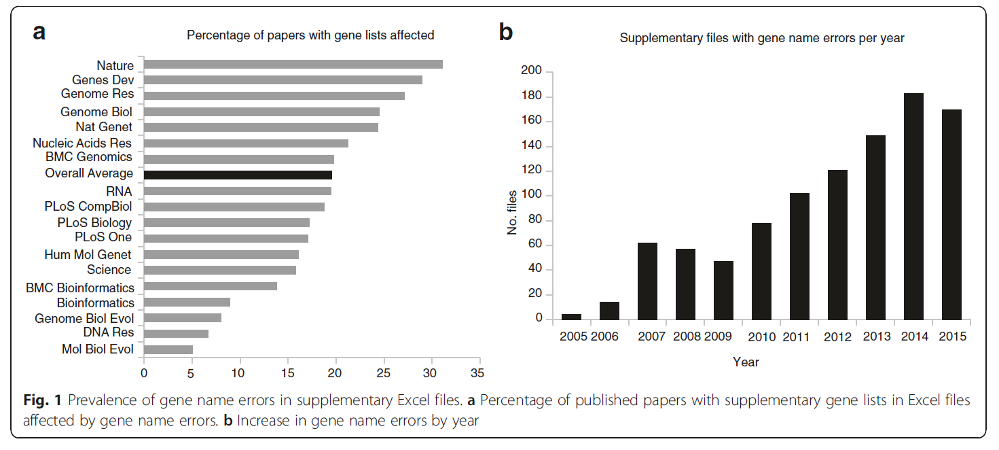 a
Percentage of papers with gene lists affected
Nature
Genes Dev
Genome Res
Genome Biol
Nat Genet
Nucleic Acids Res
BMC Genomics
Overall Average
RNA
PLoS CompBiol
PLoS Biology
PLoS One
Hum Mol Genet
Science
BMC Bioinformatics
Bioinformatics
Genome Biol Evol
DNA Res
Mol Biol Evol
0 5 10 15 20 25 30 35
b
Supplementary files with gene name errors per year
No. files
200
180
160
140
120
100
80
60
40
20
0
2005 2006 2007 2008 2009 2010 2011 2012 2013 2014 2015
Year
Fig. 1 Prevalence of gene name errors in supplementary Excel files. a Percentage of published papers with supplementary gene lists in Excel files
affected by gene name errors. b Increase in gene name errors by year